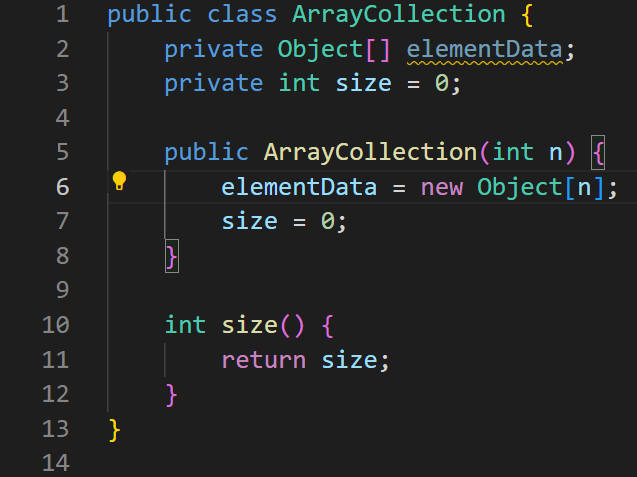 1 public class ArrayCollection {
2     private Object[] elementData;
3     private int size = 0;
4
5     public ArrayCollection(int n) {
6         elementData = new Object[n];
7         size = 0;
8     }
9
10     int size() {
11         return size;
12     }
13 }
14